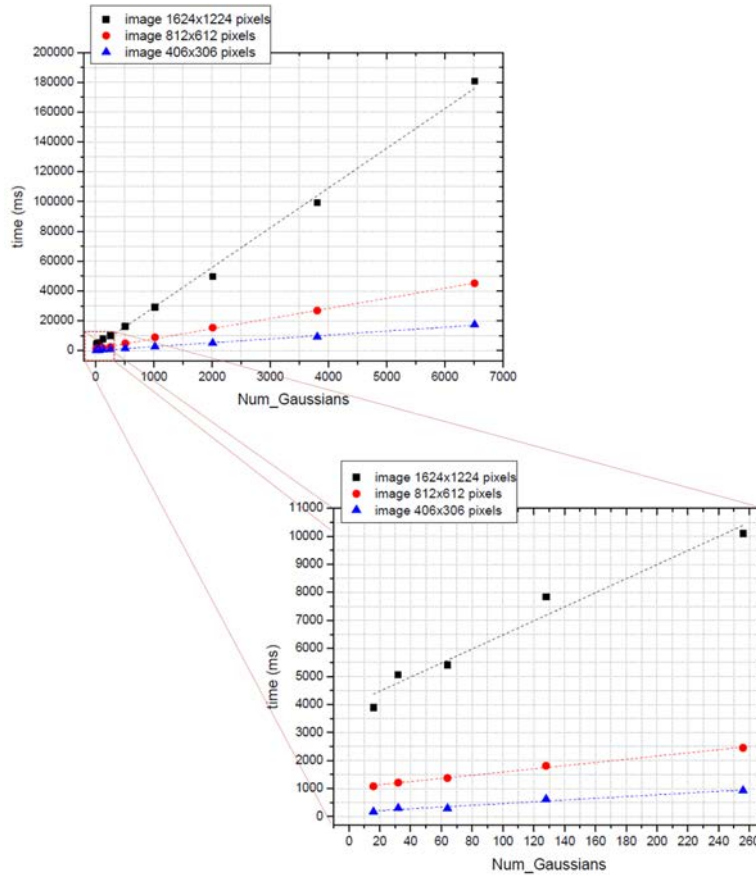 image 1624x1224 pixels
image 812x612 pixels
image 406x306 pixels
200000
180000
160000
140000
120000
100000
80000
60000
40000
20000
0
time (ms)
0 1000 2000 3000 4000 5000 6000 7000
Num_Gaussians
image 1624x1224 pixels
image 812x612 pixels
image 406x306 pixels
11000
10000
9000
8000
7000
6000
5000
4000
3000
2000
1000
0
time (ms)
0 20 40 60 80 100 120 140 160 180 200 220 240 260
Num_Gaussians